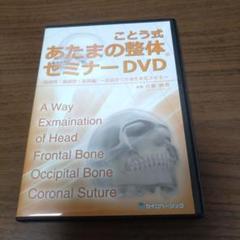 ことう式
あたまの整体
セミナーDVD
A Way
Exmaination
of Head
Frontal Bone
Occipital Bone
Coronal Suture